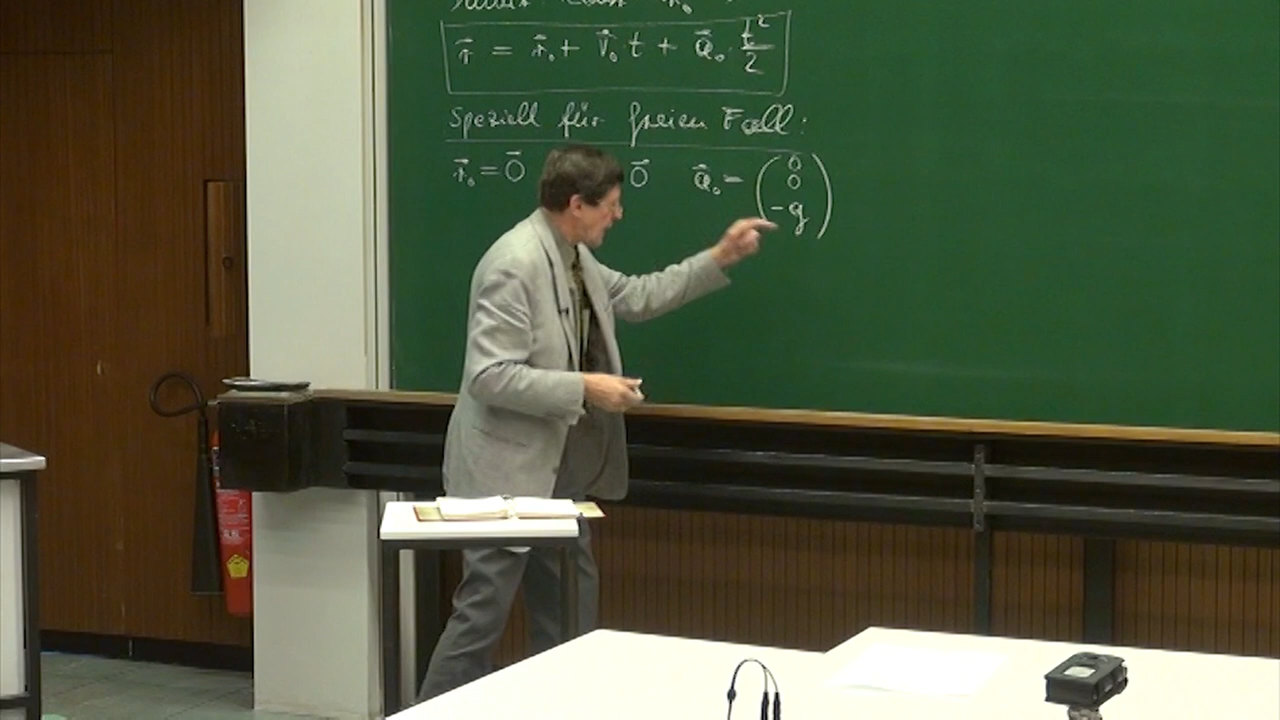 r⃗ = r⃗₀ + v⃗₀ t + a⃗₀ · t²/2
Speziell für freien Fall:
r⃗₀ = 0⃗ 0⃗ a⃗₀ = (0 0 -g)